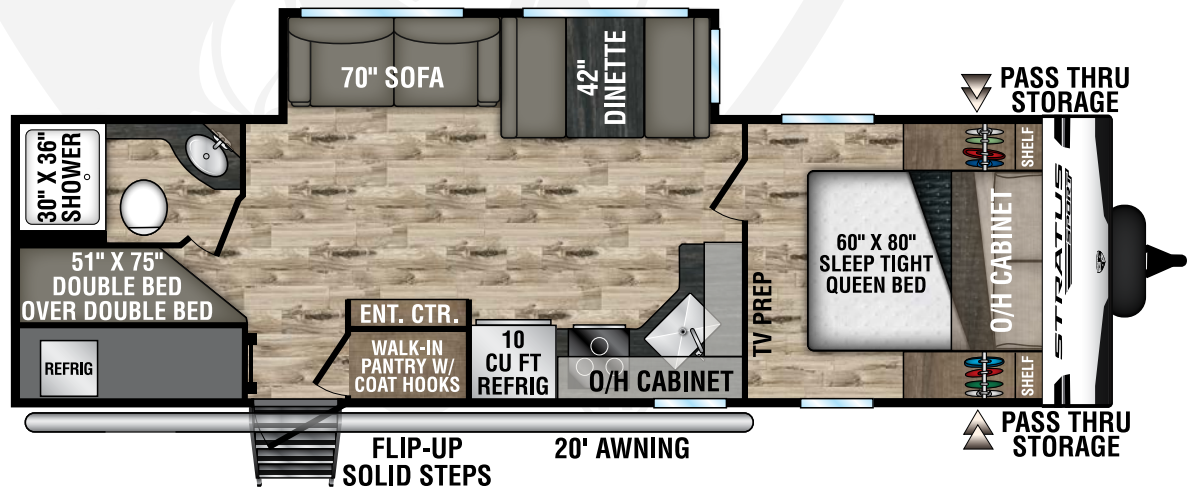 70" SOFA
42"
DINETTE
PASS THRU
STORAGE
30" X 36"
SHOWER
SHELF
51" X 75"
DOUBLE BED
OVER DOUBLE BED
60" X 80"
SLEEP TIGHT
QUEEN BED
O/H CABINET
STRATUS
SPORT
ENT. CTR.
TV PREP
REFRIG
WALK-IN
PANTRY W/
COAT HOOKS
10
CU FT
REFRIG
O/H CABINET
SHELF
PASS THRU
STORAGE
FLIP-UP
SOLID STEPS
20' AWNING